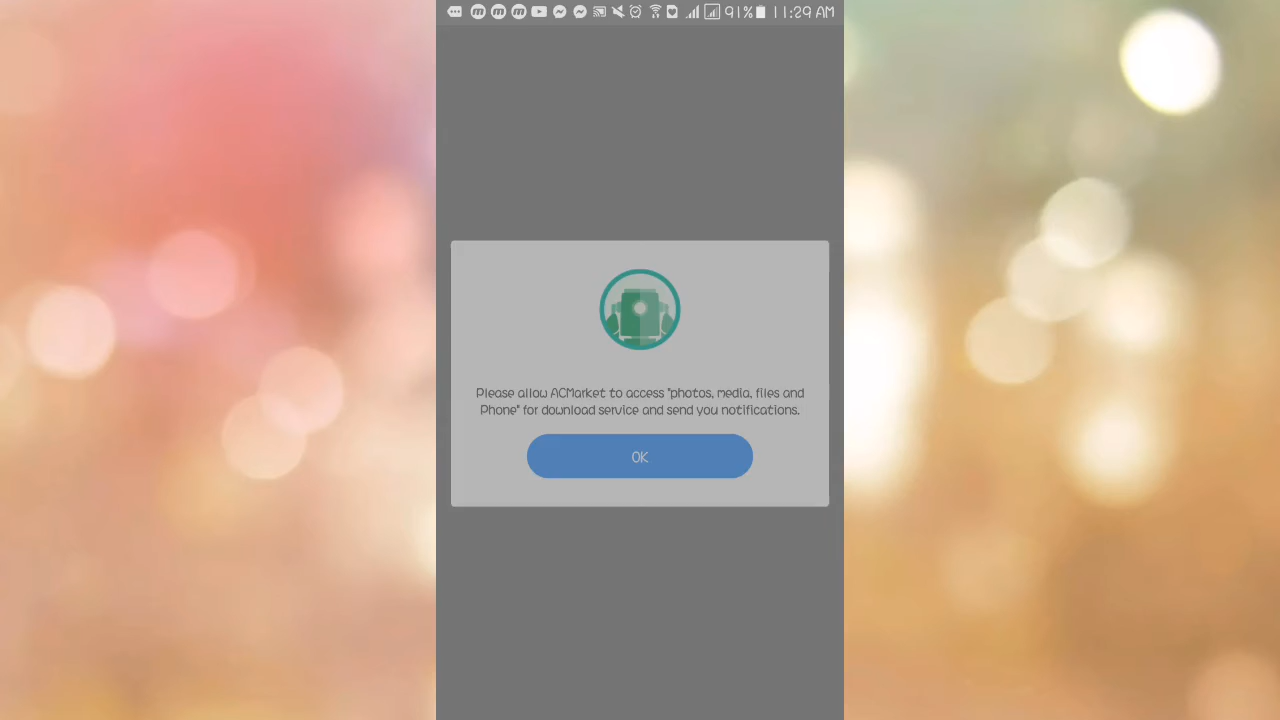 91% 11:29 AM
Please allow ACMarket to access "photos, media, files and
Phone" for download service and send you notifications.
OK